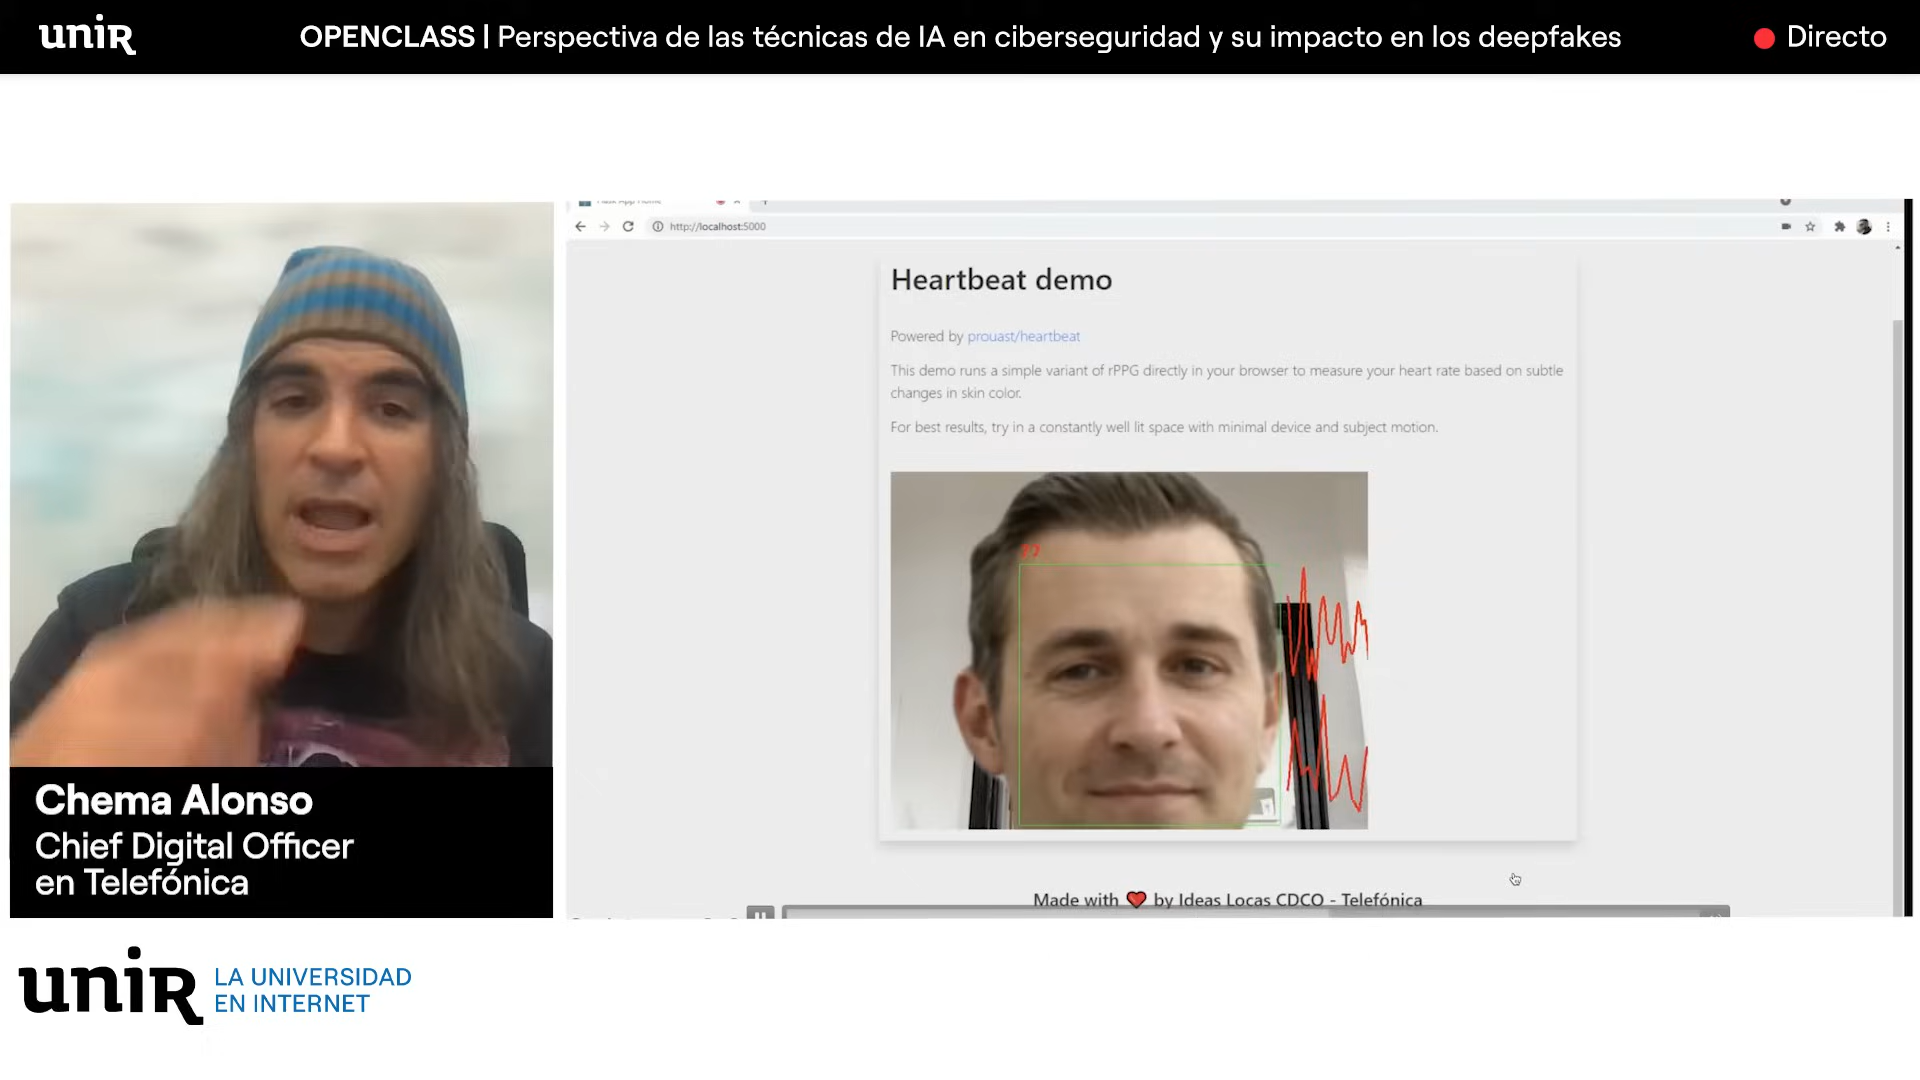 unir
OPENCLASS | Perspectiva de las técnicas de IA en ciberseguridad y su impacto en los deepfakes
Directo
http://localhost:5000
Heartbeat demo
Powered by prouast/heartbeat
This demo runs a simple variant of rPPG directly in your browser to measure your heart rate based on subtle
changes in skin color.
For best results, try in a constantly well lit space with minimal device and subject motion.
Made with ❤ by Ideas Locas CDCO - Telefónica
Chema Alonso
Chief Digital Officer
en Telefónica
unir
LA UNIVERSIDAD
EN INTERNET